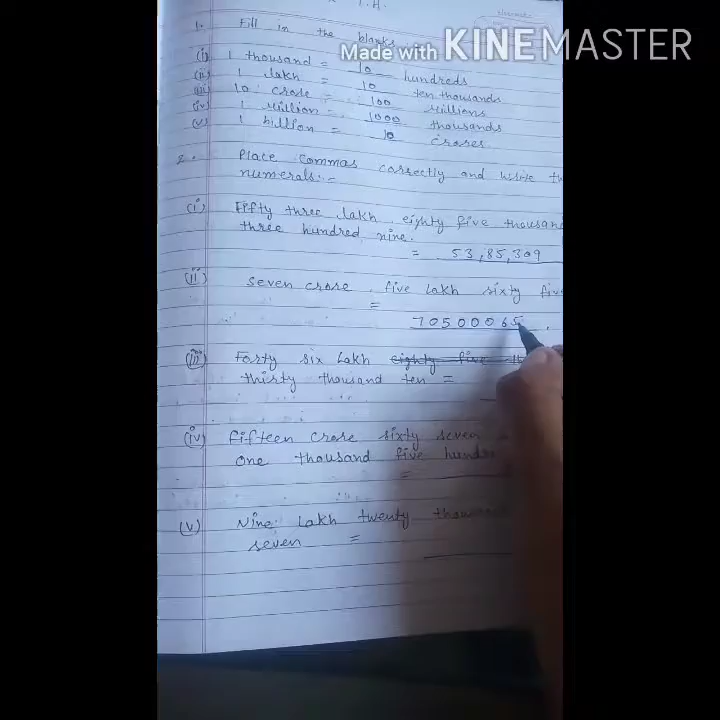 T.H.
1. Fill in the blanks
Made with KINEMASTER
(i) 1 thousand = 10 hundreds
(ii) 1 lakh = 10 ten thousands
(iii) 10 crore = 100 millions
(iv) 1 million = 1000 thousands
(v) 1 billion = 10 crores
2. Place commas correctly and write
numerals:-
(i) Fifty three lakh, eighty five thousand
three hundred nine.
= 53,85,309
(ii) seven crore, five lakh sixty five
=
70500065
(iii) Forty six lakh eighty five
thirty thousand ten =
(iv) Fifteen crore sixty seven
one thousand five
=
(v) Nine lakh twenty
seven =